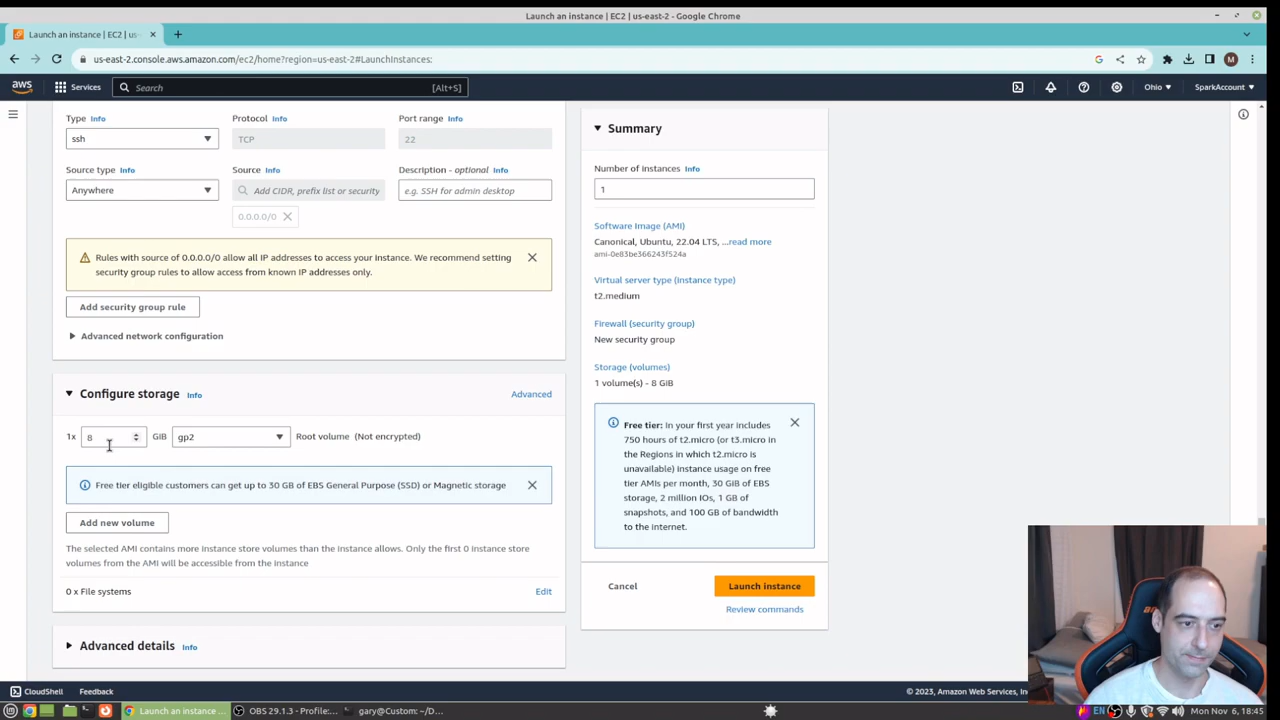 Launch an instance | EC2 | us-east-2 - Google Chrome
Launch an instance | EC2 | us-
us-east-2.console.aws.amazon.com/ec2/home?region=us-east-2#LaunchInstances:
M
aws
Services
Search
[Alt+S]
Ohio
SparkAccount
Type Info
Protocol Info
Port range Info
ssh
TCP
22
Source type Info
Source Info
Description - optional Info
Anywhere
Add CIDR, prefix list or security
e.g. SSH for admin desktop
0.0.0.0/0
Rules with source of 0.0.0.0/0 allow all IP addresses to access your instance. We recommend setting
security group rules to allow access from known IP addresses only.
Add security group rule
Advanced network configuration
Configure storage Info
Advanced
1x
8
GiB
gp2
Root volume (Not encrypted)
Free tier eligible customers can get up to 30 GB of EBS General Purpose (SSD) or Magnetic storage
Add new volume
The selected AMI contains more instance store volumes than the instance allows. Only the first 0 instance store
volumes from the AMI will be accessible from the instance
0 x File systems
Edit
Advanced details Info
Summary
Number of instances Info
1
Software Image (AMI)
Canonical, Ubuntu, 22.04 LTS, ...read more
ami-0e83be366243f524a
Virtual server type (instance type)
t2.medium
Firewall (security group)
New security group
Storage (volumes)
1 volume(s) - 8 GiB
Free tier: In your first year includes
750 hours of t2.micro (or t3.micro in
the Regions in which t2.micro is
unavailable) instance usage on free
tier AMIs per month, 30 GiB of EBS
storage, 2 million IOs, 1 GB of
snapshots, and 100 GB of bandwidth
to the internet.
Cancel
Launch instance
Review commands
CloudShell
Feedback
© 2023, Amazon Web Services, Inc
Launch an instance ...
OBS 29.1.3 - Profile:...
gary@Custom: ~/D...
EN
Mon Nov 6, 18:45